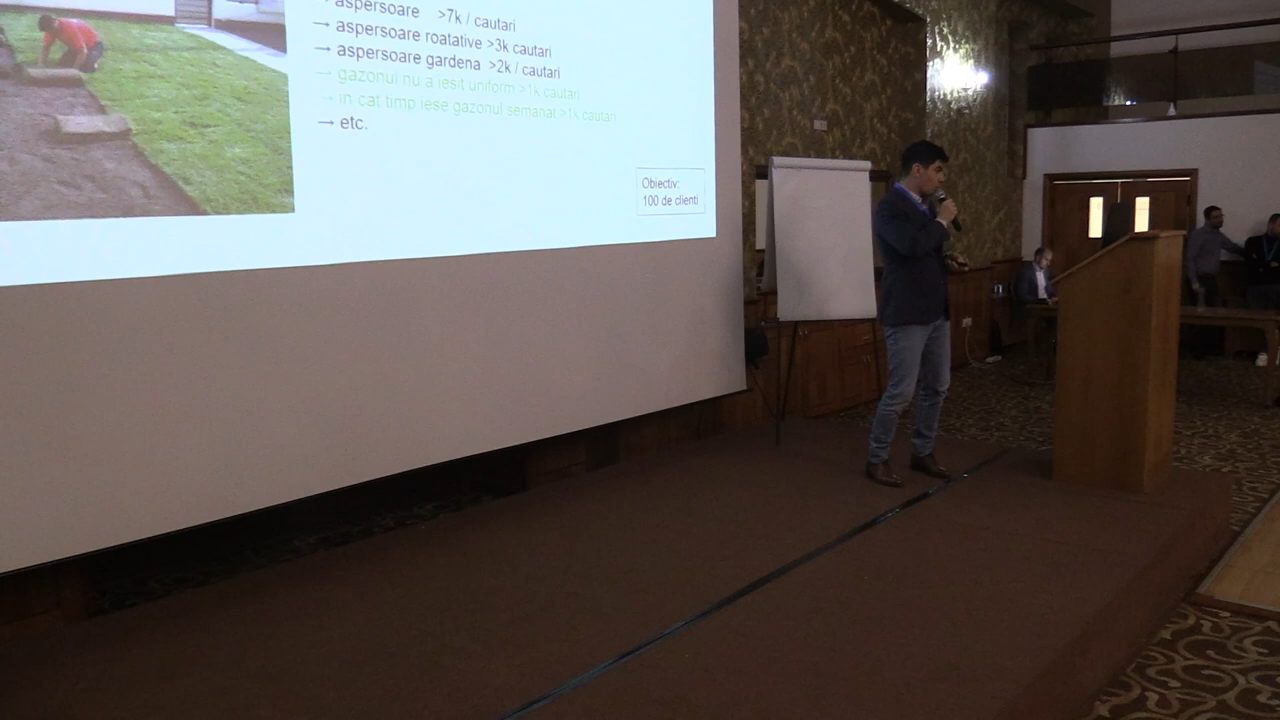 → aspersoare >7k / cautari
→ aspersoare roatative >3k cautari
→ aspersoare gardena >2k / cautari
→ gazonul nu a iesit uniform >1k cautari
→ in cat timp iese gazonul semanat >1k cautari
→ etc.
Obiectiv:
100 de clienti